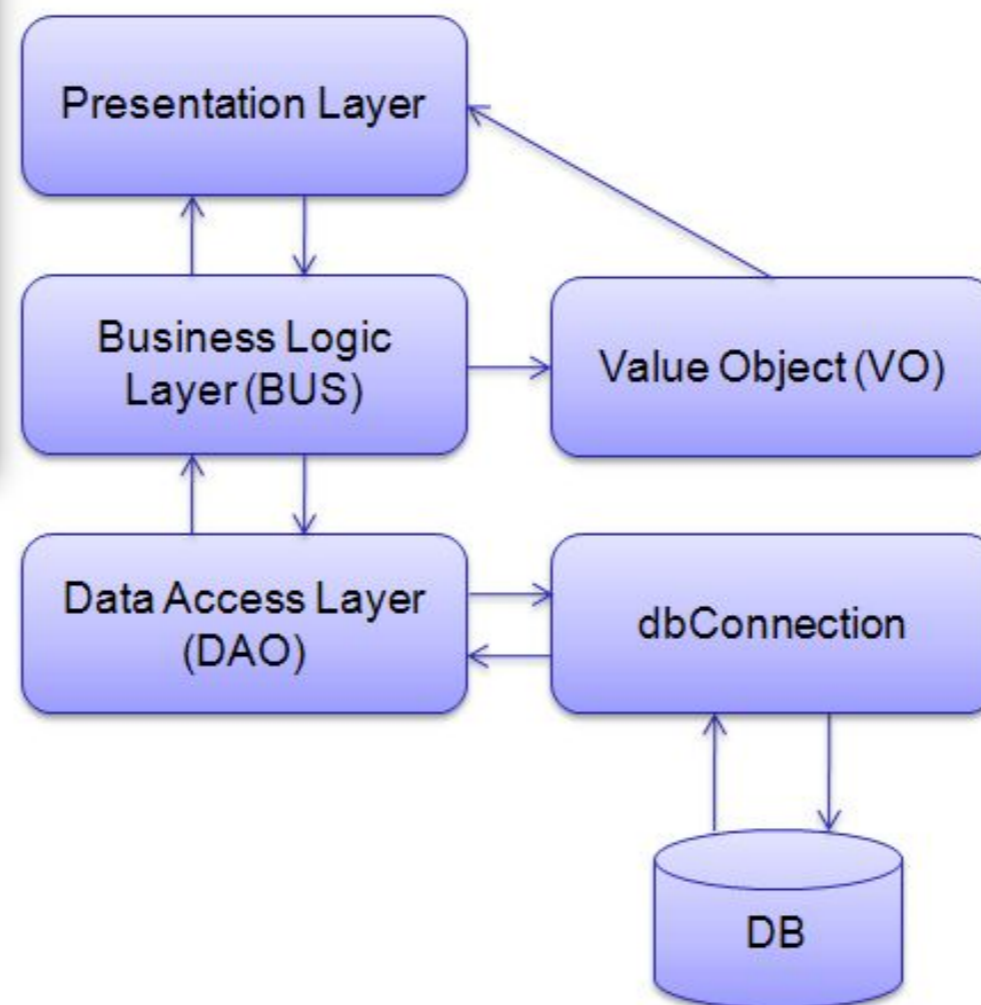 Presentation Layer
Business Logic
Layer (BUS)
Value Object (VO)
Data Access Layer
(DAO)
dbConnection
DB